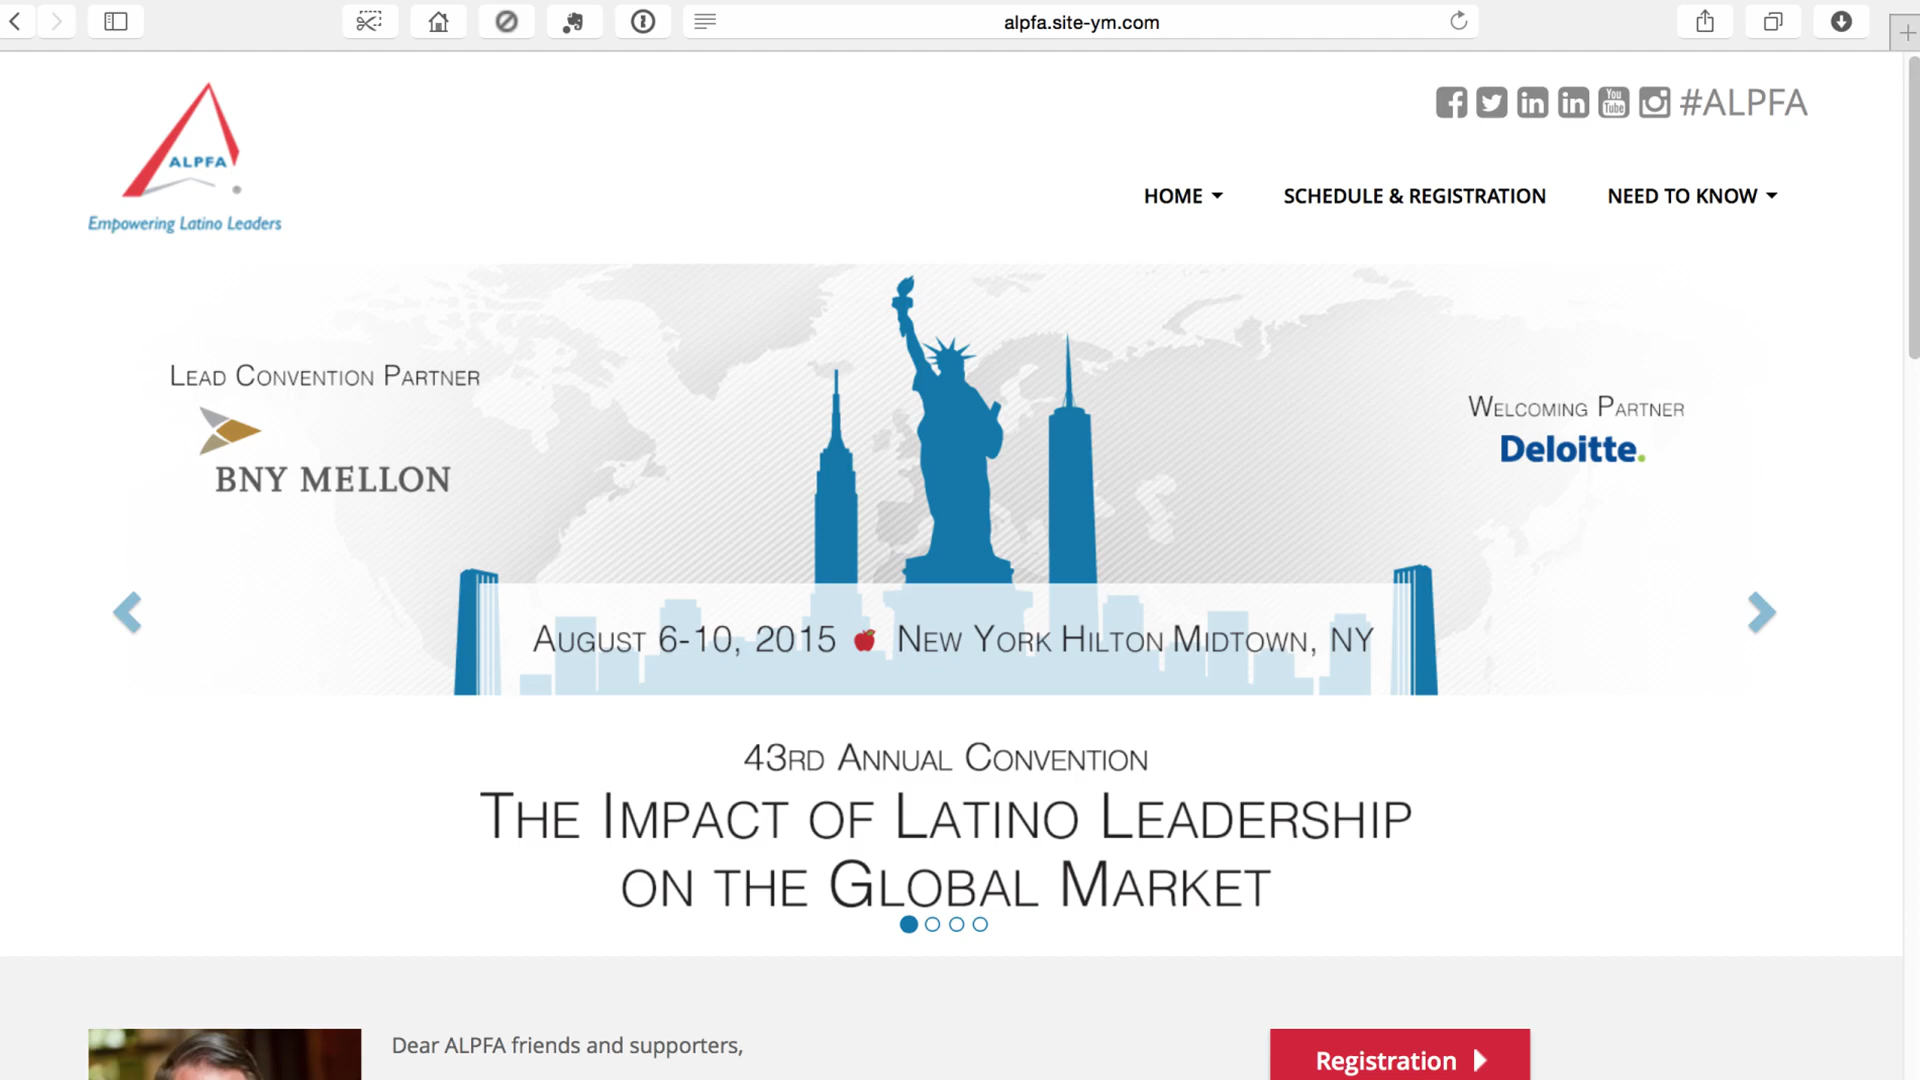 alpfa.site-ym.com
You Tube #ALPFA
ALPFA
Empowering Latino Leaders
HOME SCHEDULE & REGISTRATION NEED TO KNOW
LEAD CONVENTION PARTNER
BNY MELLON
WELCOMING PARTNER
Deloitte.
AUGUST 6-10, 2015 NEW YORK HILTON MIDTOWN, NY
43RD ANNUAL CONVENTION
THE IMPACT OF LATINO LEADERSHIP
ON THE GLOBAL MARKET
Dear ALPFA friends and supporters,
Registration